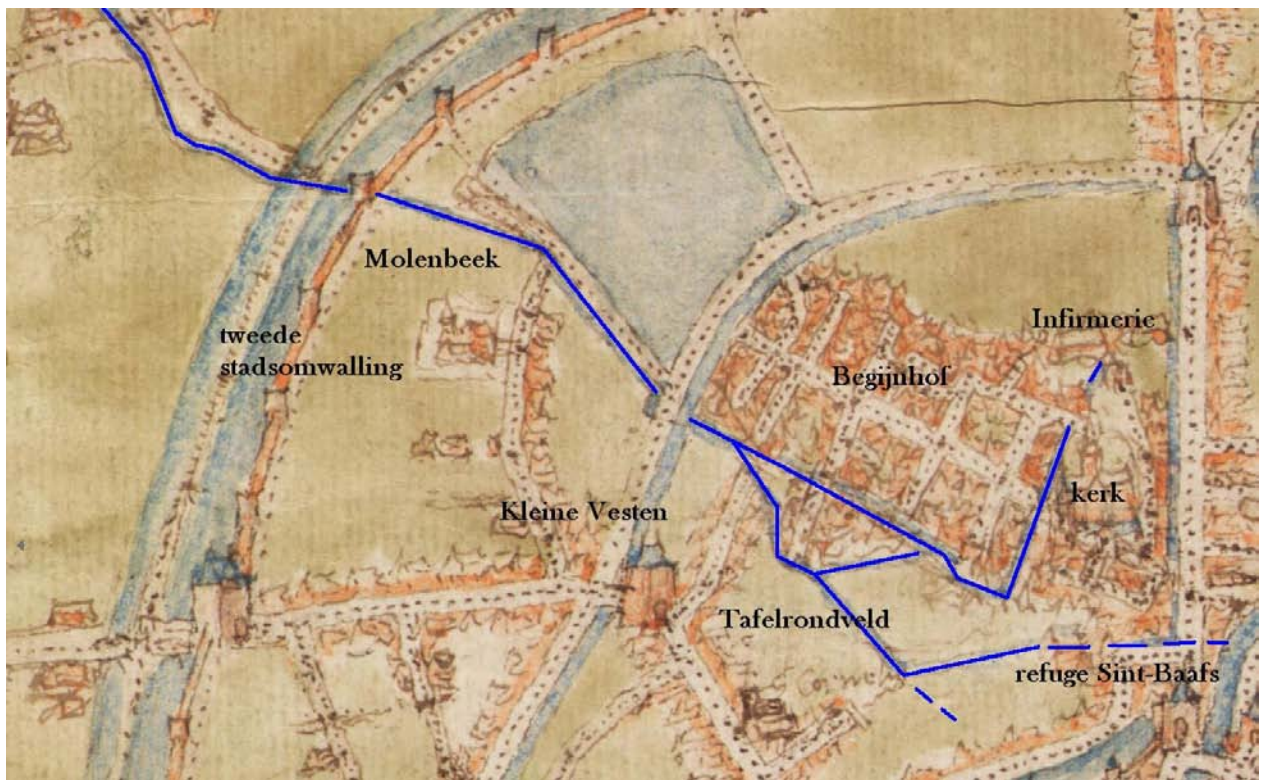 Molenbeek
tweede
stadsomwalling
Infirmerie
Begijnhof
kerk
Kleine Vesten
Tafelrondveld
refuge Sint-Baafs